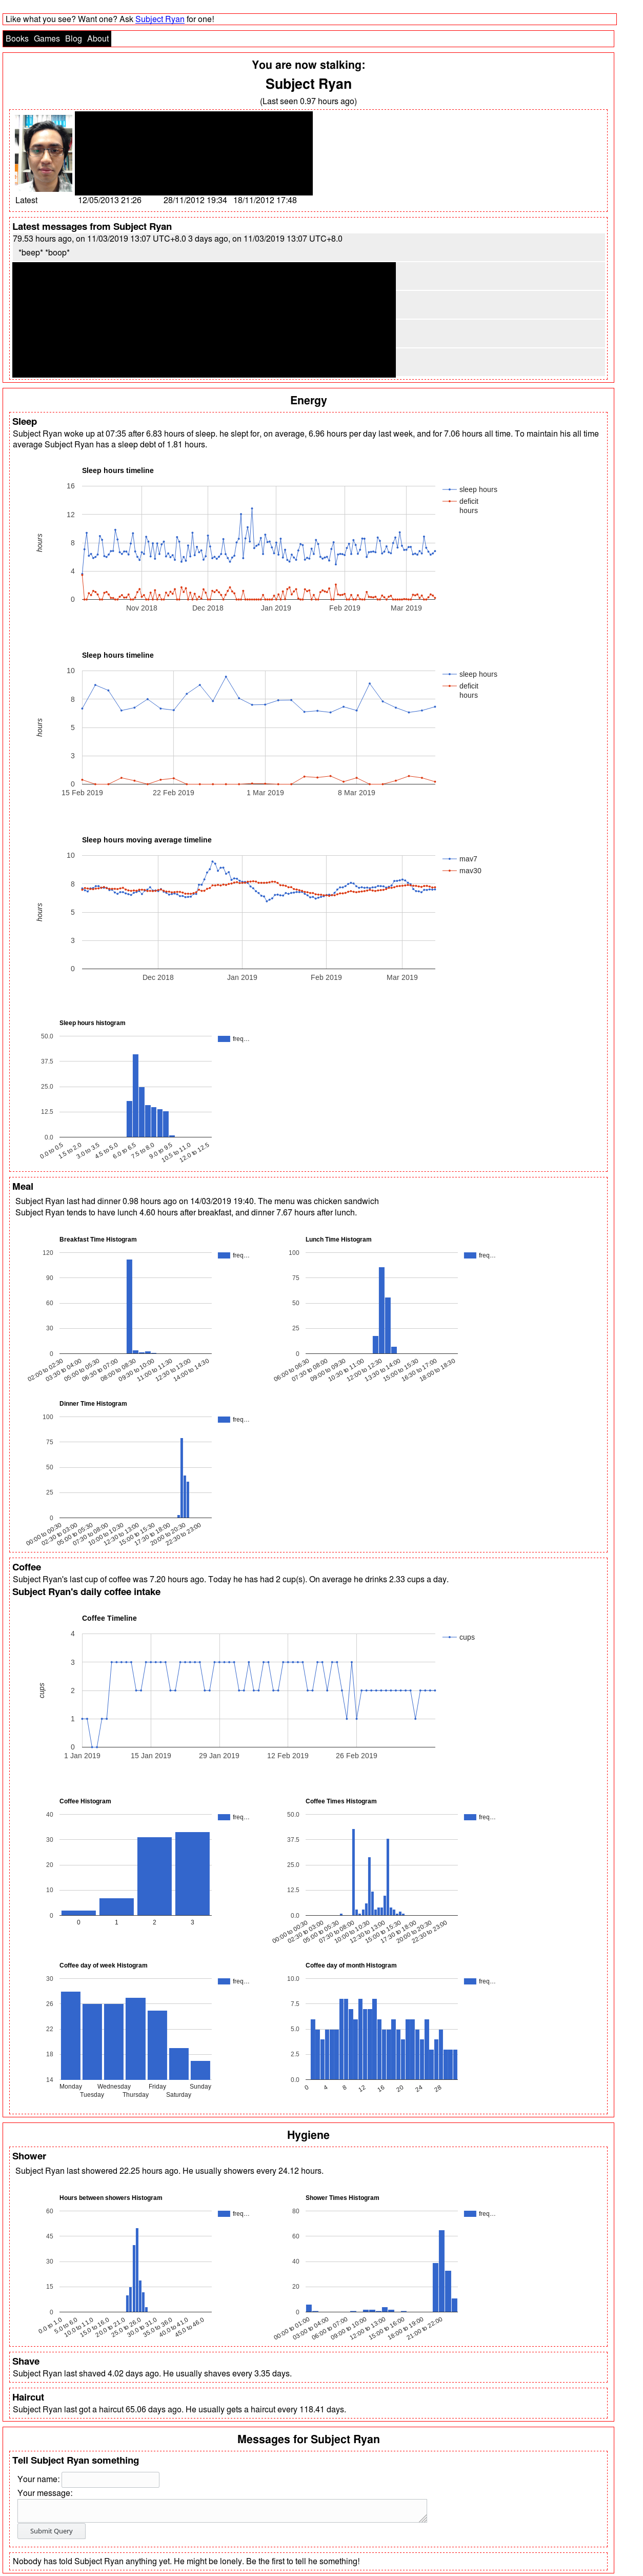 Like what you see? Want one? Ask Subject Ryan for one!
Books Games Blog About
You are now stalking:
Subject Ryan
(Last seen 0.97 hours ago)
Latest 12/05/2013 21:26 28/11/2012 19:34 18/11/2012 17:48
Latest messages from Subject Ryan
79.53 hours ago, on 11/03/2019 13:07 UTC+8.0 3 days ago, on 11/03/2019 13:07 UTC+8.0
*beep* *boop*
Energy
Sleep
Subject Ryan woke up at 07:35 after 6.83 hours of sleep. he slept for, on average, 6.96 hours per day last week, and for 7.06 hours all time. To maintain his all time
average Subject Ryan has a sleep debt of 1.81 hours.
Sleep hours timeline
16
12
8
4
0
hours
Nov 2018 Dec 2018 Jan 2019 Feb 2019 Mar 2019
sleep hours
deficit
hours
Sleep hours timeline
10
8
5
3
0
hours
15 Feb 2019 22 Feb 2019 1 Mar 2019 8 Mar 2019
sleep hours
deficit
hours
Sleep hours moving average timeline
10
8
5
3
0
hours
Dec 2018 Jan 2019 Feb 2019 Mar 2019
mav7
mav30
Sleep hours histogram
50.0
37.5
25.0
12.5
0.0
0.0 to 0.5 1.5 to 2.0 3.0 to 3.5 4.5 to 5.0 6.0 to 6.5 7.5 to 8.0 9.0 to 9.5 10.5 to 11.0 12.0 to 12.5
freq…
Meal
Subject Ryan last had dinner 0.98 hours ago on 14/03/2019 19:40. The menu was chicken sandwich
Subject Ryan tends to have lunch 4.60 hours after breakfast, and dinner 7.67 hours after lunch.
Breakfast Time Histogram
120
90
60
30
0
02:00 to 02:30 03:30 to 04:00 05:00 to 05:30 06:30 to 07:00 08:00 to 08:30 09:30 to 10:00 11:00 to 11:30 12:30 to 13:00 14:00 to 14:30
freq…
Lunch Time Histogram
100
75
50
25
0
06:00 to 06:30 07:30 to 08:00 09:00 to 09:30 10:30 to 11:00 12:00 to 12:30 13:30 to 14:00 15:00 to 15:30 16:30 to 17:00 18:00 to 18:30
freq…
Dinner Time Histogram
100
75
50
25
0
00:00 to 00:30 02:30 to 03:00 05:00 to 05:30 07:30 to 08:00 10:00 to 10:30 12:30 to 13:00 15:00 to 15:30 17:30 to 18:00 20:00 to 20:30 22:30 to 23:00
freq…
Coffee
Subject Ryan's last cup of coffee was 7.20 hours ago. Today he has had 2 cup(s). On average he drinks 2.33 cups a day.
Subject Ryan's daily coffee intake
Coffee Timeline
4
3
2
1
0
cups
1 Jan 2019 15 Jan 2019 29 Jan 2019 12 Feb 2019 26 Feb 2019
cups
Coffee Histogram
40
30
20
10
0
0 1 2 3
freq…
Coffee Times Histogram
50.0
37.5
25.0
12.5
0.0
00:00 to 00:30 02:30 to 03:00 05:00 to 05:30 07:30 to 08:00 10:00 to 10:30 12:30 to 13:00 15:00 to 15:30 17:30 to 18:00 20:00 to 20:30 22:30 to 23:00
freq…
Coffee day of week Histogram
30
26
22
18
14
Monday Tuesday Wednesday Thursday Friday Saturday Sunday
freq…
Coffee day of month Histogram
10.0
7.5
5.0
2.5
0.0
0 4 8 12 16 20 24 28
freq…
Hygiene
Shower
Subject Ryan last showered 22.25 hours ago. He usually showers every 24.12 hours.
Hours between showers Histogram
60
45
30
15
0
0.0 to 1.0 5.0 to 6.0 10.0 to 11.0 15.0 to 16.0 20.0 to 21.0 25.0 to 26.0 30.0 to 31.0 35.0 to 36.0 40.0 to 41.0 45.0 to 46.0
freq…
Shower Times Histogram
80
60
40
20
0
00:00 to 01:00 03:00 to 04:00 06:00 to 07:00 09:00 to 10:00 12:00 to 13:00 15:00 to 16:00 18:00 to 19:00 21:00 to 22:00
freq…
Shave
Subject Ryan last shaved 4.02 days ago. He usually shaves every 3.35 days.
Haircut
Subject Ryan last got a haircut 65.06 days ago. He usually gets a haircut every 118.41 days.
Messages for Subject Ryan
Tell Subject Ryan something
Your name:
Your message:
Submit Query
Nobody has told Subject Ryan anything yet. He might be lonely. Be the first to tell he something!